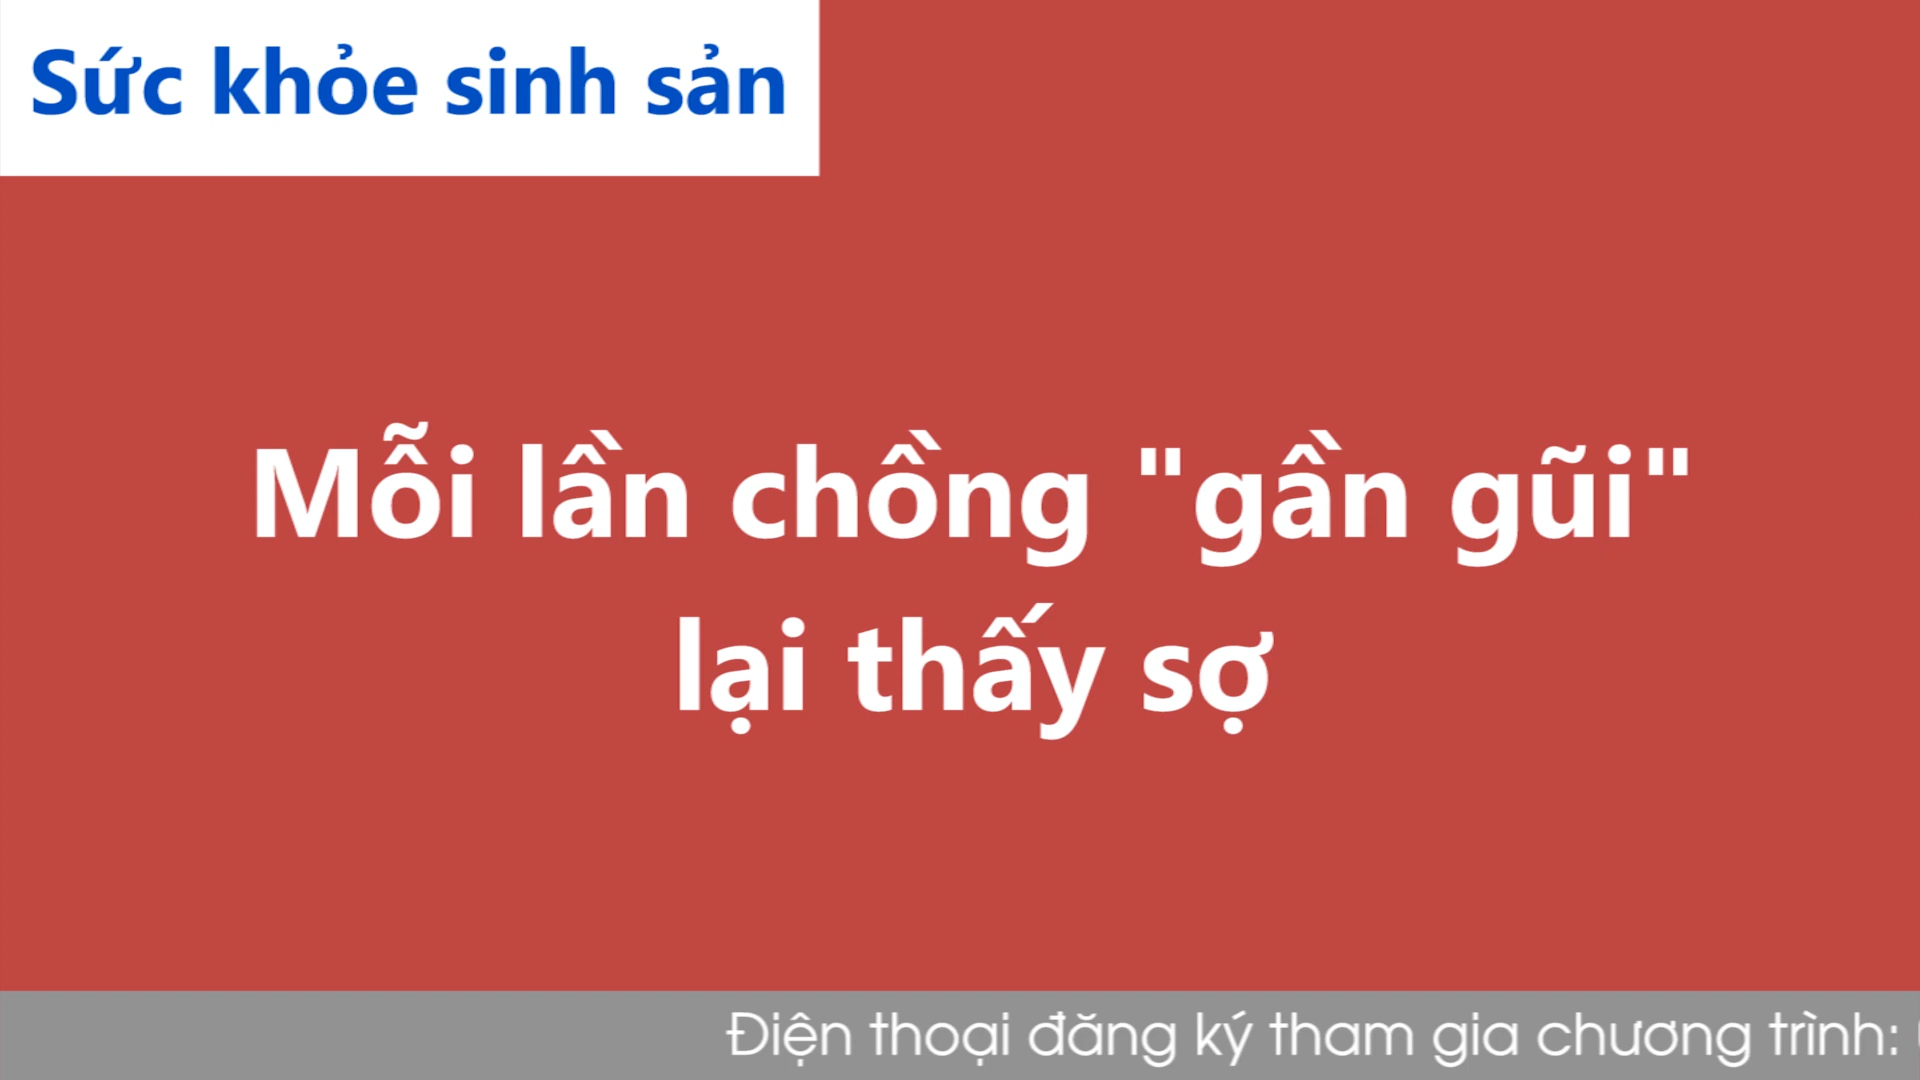 Sức khỏe sinh sản
Mỗi lần chồng "gần gũi"
lại thấy sợ
Điện thoại đăng ký tham gia chương trình: